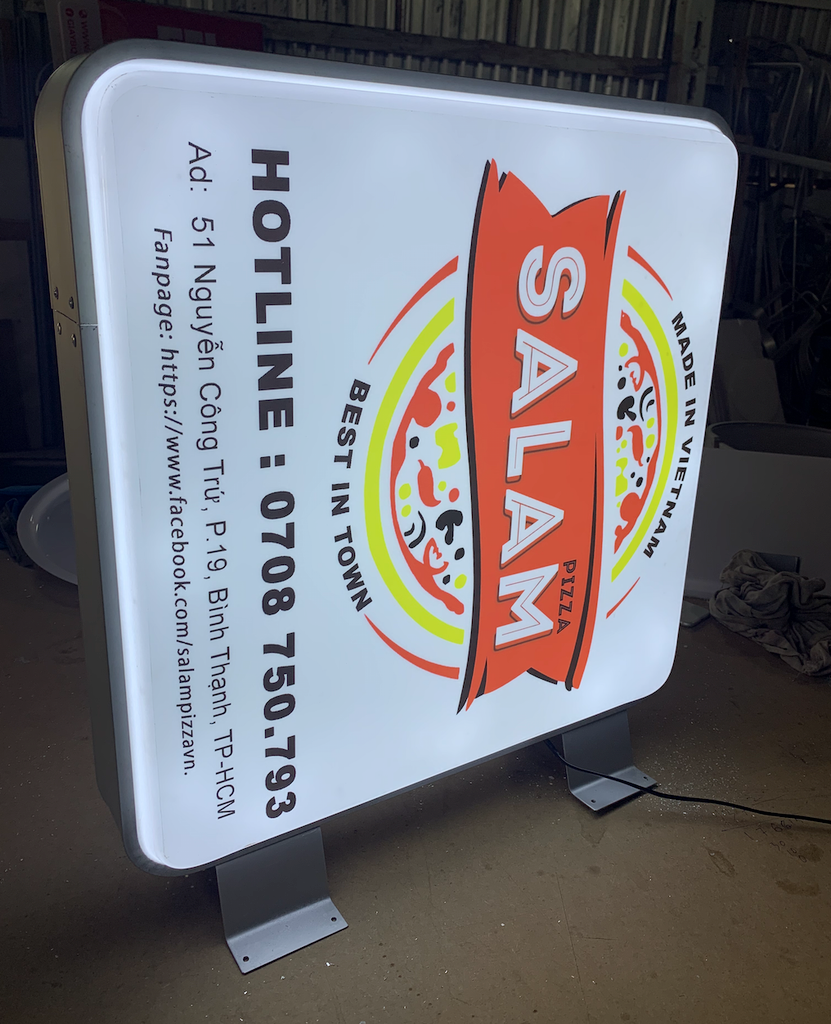 MADE IN VIETNAM
SALAM
PIZZA
BEST IN TOWN
HOTLINE : 0708 750.793
Ad: 51 Nguyễn Công Trứ, P.19, Bình Thạnh, TP-HCM
Fanpage: https://www.facebook.com/salampizzavn.